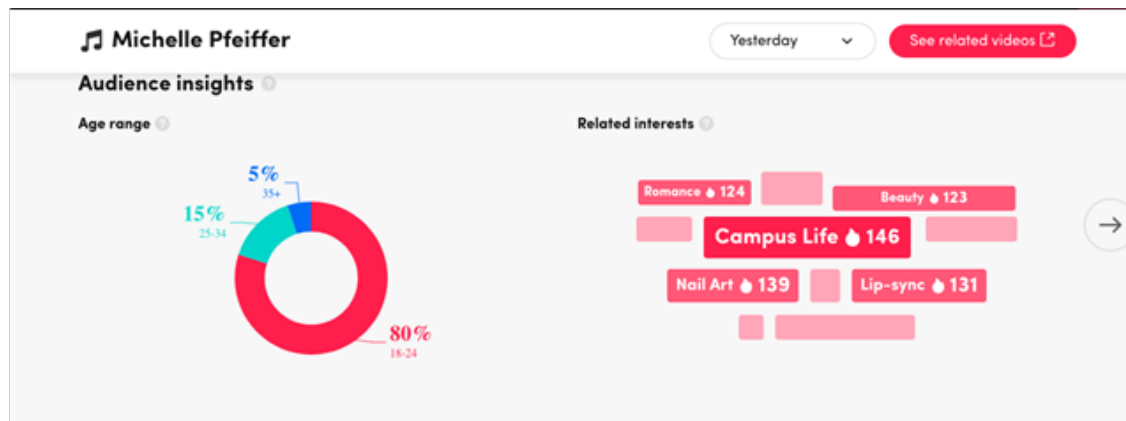 Michelle Pfeiffer
Yesterday
See related videos
Audience insights ?
Age range ?
Related interests ?
5%
35+
15%
25-34
80%
18-24
Romance 124
Beauty 123
Campus Life 146
Nail Art 139
Lip-sync 131